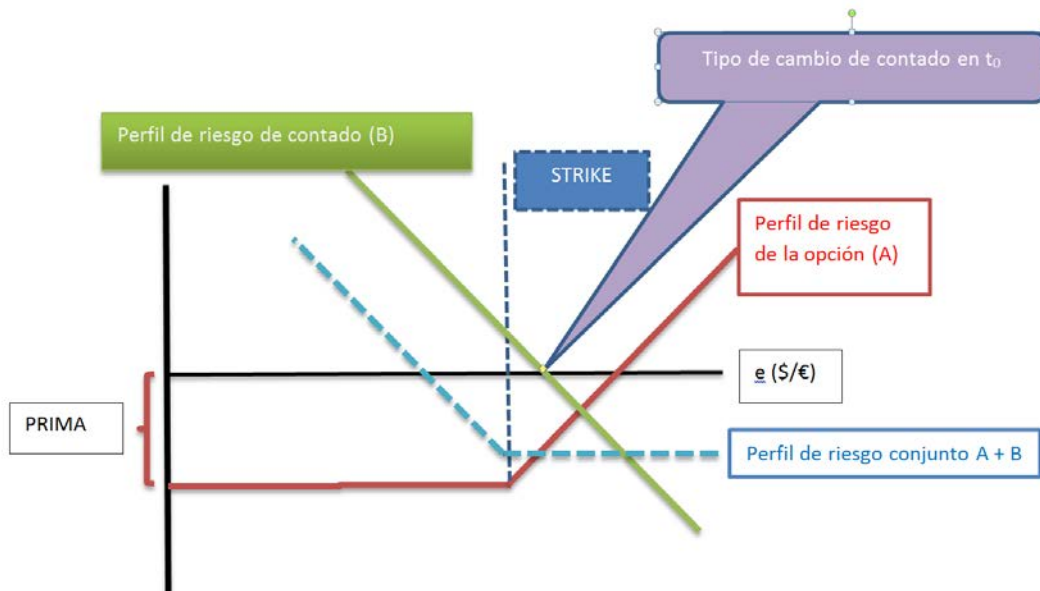 Tipo de cambio de contado en t₀
Perfil de riesgo de contado (B)
STRIKE
Perfil de riesgo
de la opción (A)
e ($/€)
PRIMA
Perfil de riesgo conjunto A + B